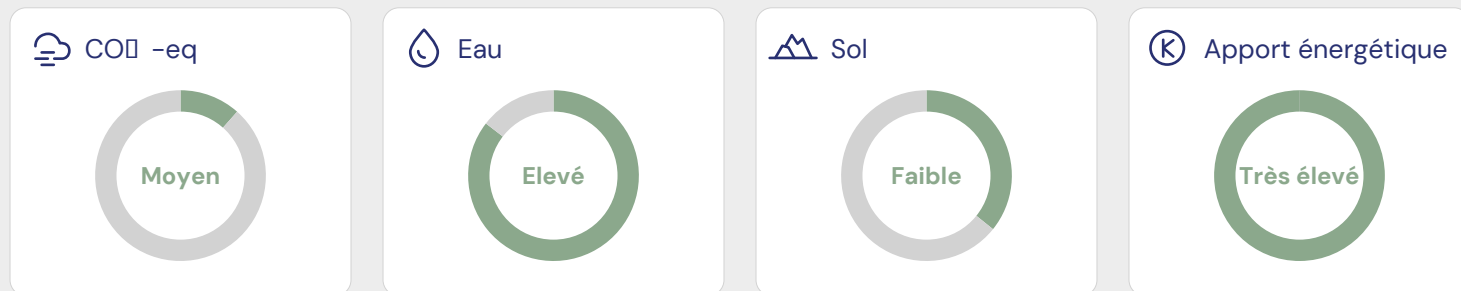 CO▯ -eq
Eau
Sol
Apport énergétique
Moyen
Elevé
Faible
Très élevé